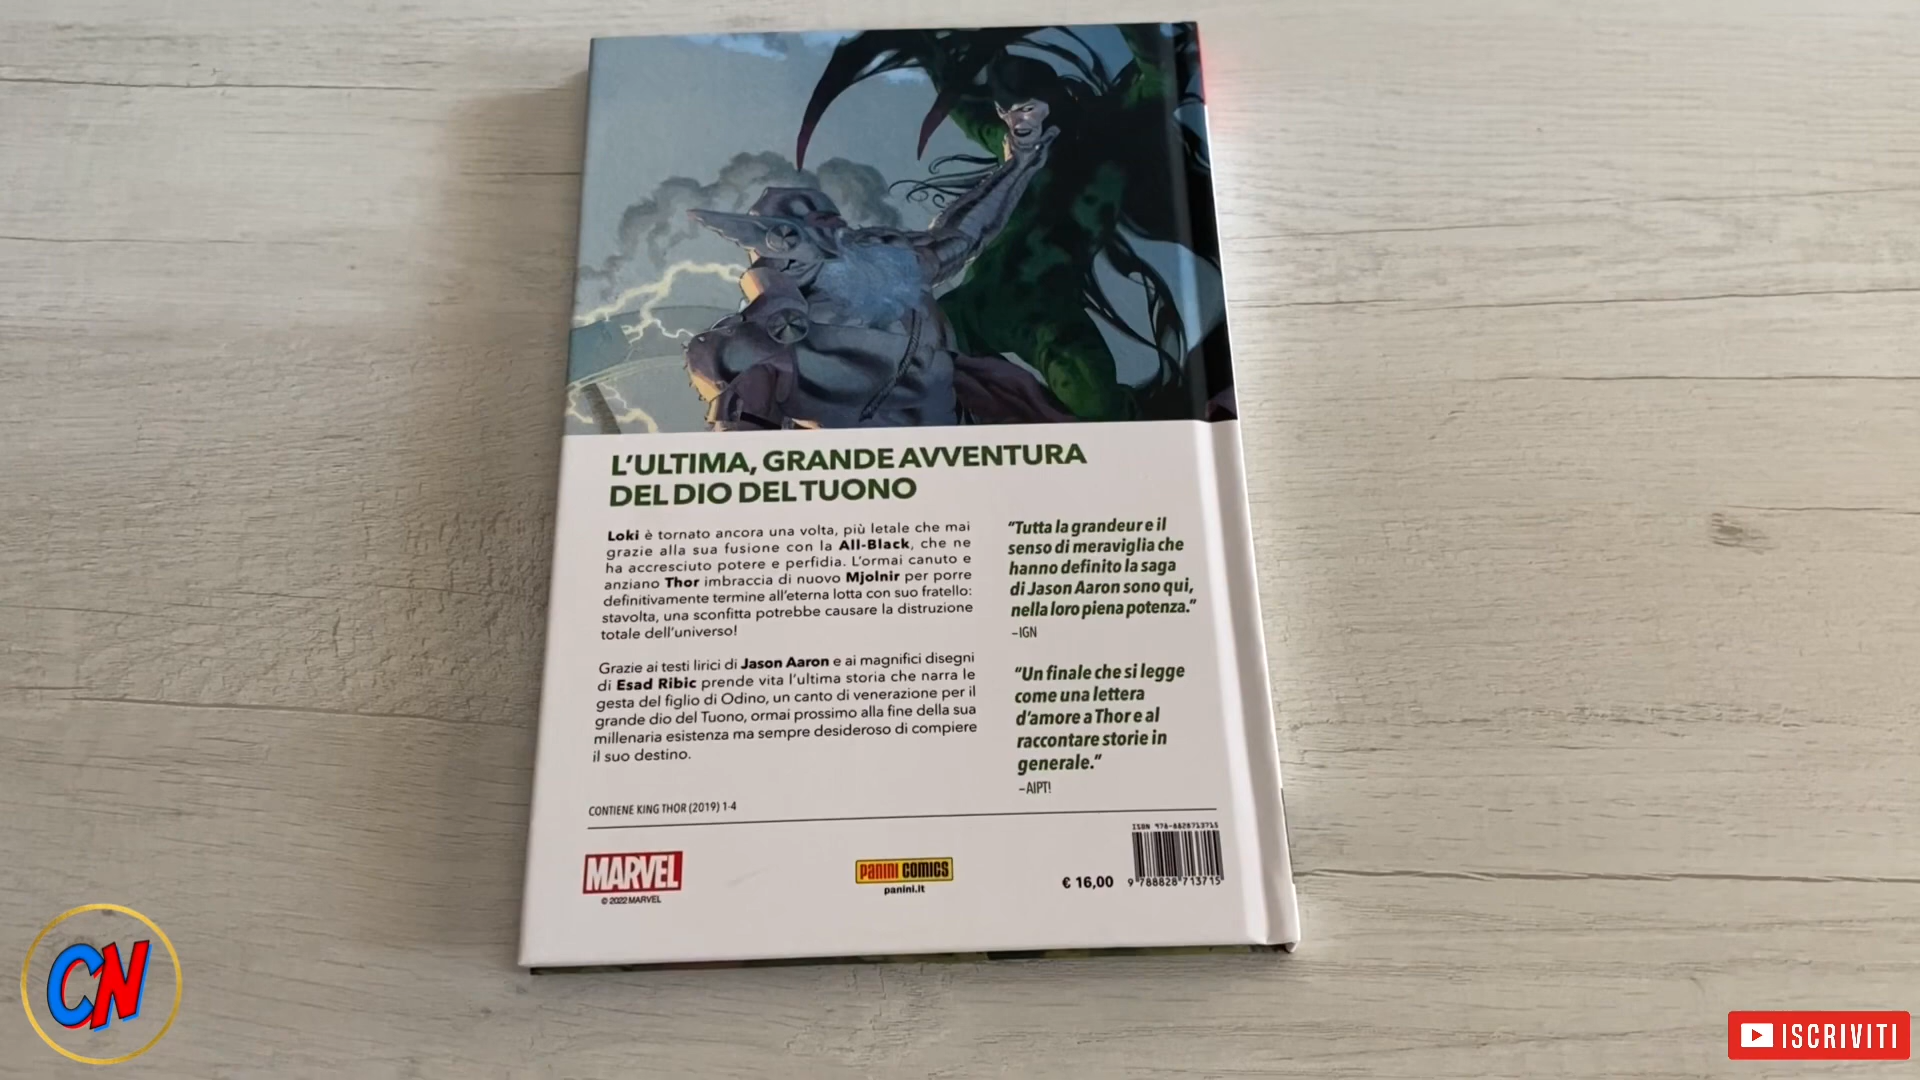 L'ULTIMA, GRANDE AVVENTURA
DEL DIO DEL TUONO
Loki è tornato ancora una volta, più letale che mai
grazie alla sua fusione con la All-Black, che ne
ha accresciuto potere e perfidia. L'ormai canuto e
anziano Thor imbraccia di nuovo Mjolnir per porre
definitivamente termine all'eterna lotta con suo fratello:
stavolta, una sconfitta potrebbe causare la distruzione
totale dell'universo!
Grazie ai testi lirici di Jason Aaron e ai magnifici disegni
di Esad Ribic prende vita l'ultima storia che narra le
gesta del figlio di Odino, un canto di venerazione per il
grande dio del Tuono, ormai prossimo alla fine della sua
millenaria esistenza ma sempre desideroso di compiere
il suo destino.
"Tutta la grandeur e il
senso di meraviglia che
hanno definito la saga
di Jason Aaron sono qui,
nella loro piena potenza."
–IGN
"Un finale che si legge
come una lettera
d'amore a Thor e al
raccontare storie in
generale."
–AIPT!
CONTIENE KING THOR (2019) 1-4
MARVEL
© 2022 MARVEL
PANINI COMICS
panini.it
€ 16,00
ISBN 978-8828713715
9 788828 713715
CN
ISCRIVITI